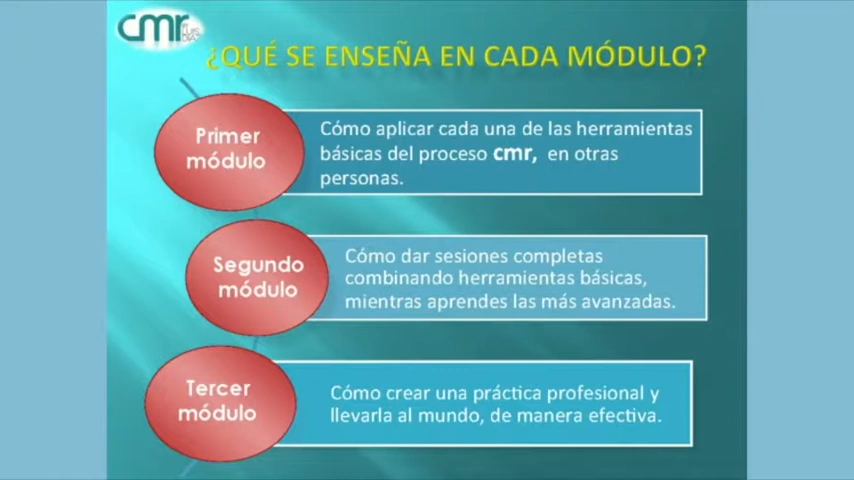 cmr
¿QUÉ SE ENSEÑA EN CADA MÓDULO?
Primer
módulo
Cómo aplicar cada una de las herramientas
básicas del proceso cmr, en otras
personas.
Segundo
módulo
Cómo dar sesiones completas
combinando herramientas básicas,
mientras aprendes las más avanzadas.
Tercer
módulo
Cómo crear una práctica profesional y
llevarla al mundo, de manera efectiva.